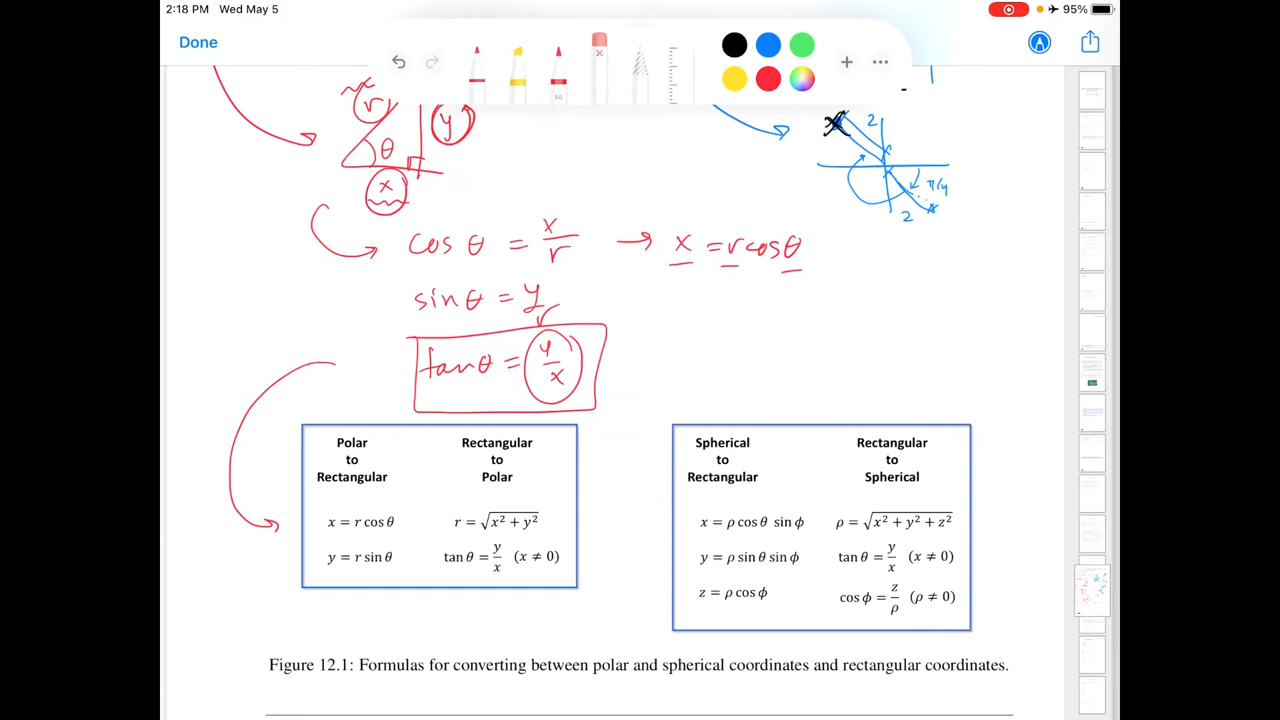 2:18 PM Wed May 5
95%
Done
50
r
y
θ
x
2
π/4
2
cos θ = x/r → x = r cos θ
sin θ = y/r
tan θ = y/x
Polar
to
Rectangular
Rectangular
to
Polar
x = r cos θ
r = √x² + y²
y = r sin θ
tan θ = y/x (x ≠ 0)
Spherical
to
Rectangular
Rectangular
to
Spherical
x = ρ cos θ sin ϕ
ρ = √x² + y² + z²
y = ρ sin θ sin ϕ
tan θ = y/x (x ≠ 0)
z = ρ cos ϕ
cos ϕ = z/ρ (ρ ≠ 0)
Figure 12.1: Formulas for converting between polar and spherical coordinates and rectangular coordinates.